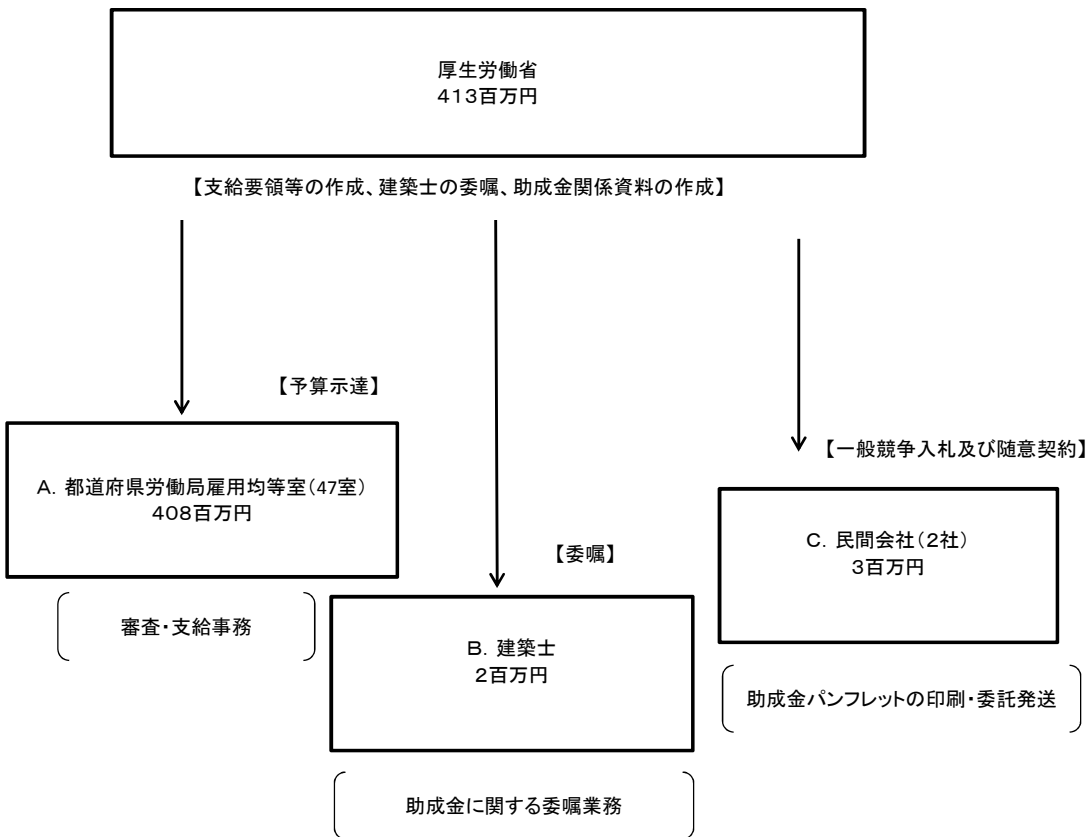 厚生労働省
413百万円
【支給要領等の作成、建築士の委嘱、助成金関係資料の作成】
【予算示達】
A. 都道府県労働局雇用均等室(47室)
408百万円
審査・支給事務
【委嘱】
B. 建築士
2百万円
助成金に関する委嘱業務
【一般競争入札及び随意契約】
C. 民間会社(2社)
3百万円
助成金パンフレットの印刷・委託発送